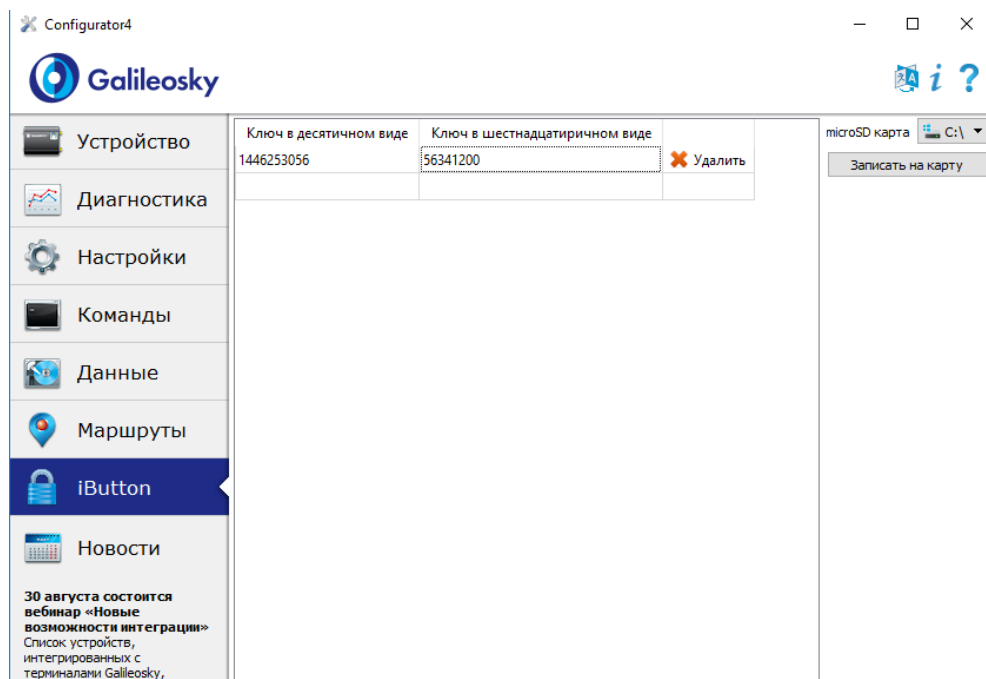 Configurator4
Galileosky
Устройство
Диагностика
Настройки
Команды
Данные
Маршруты
iButton
Новости
30 августа состоится
вебинар «Новые
возможности интеграции»
Список устройств,
интегрированных с
терминалами Galileosky,
Ключ в десятичном виде Ключ в шестнадцатиричном виде
1446253056 56341200 Удалить
microSD карта C:\
Записать на карту